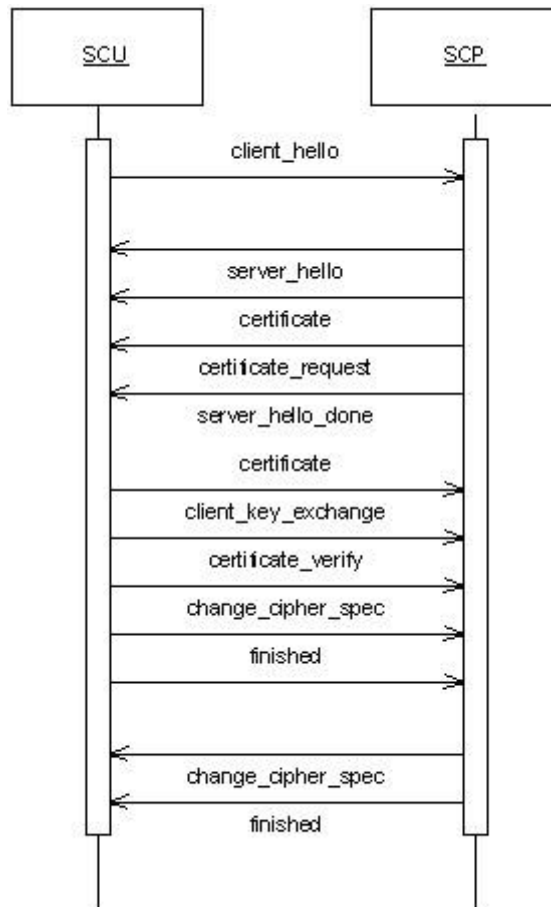 SCU
SCP
client_hello
server_hello
certificate
certificate_request
server_hello_done
certificate
client_key_exchange
certificate_verify
change_cipher_spec
finished
change_cipher_spec
finished